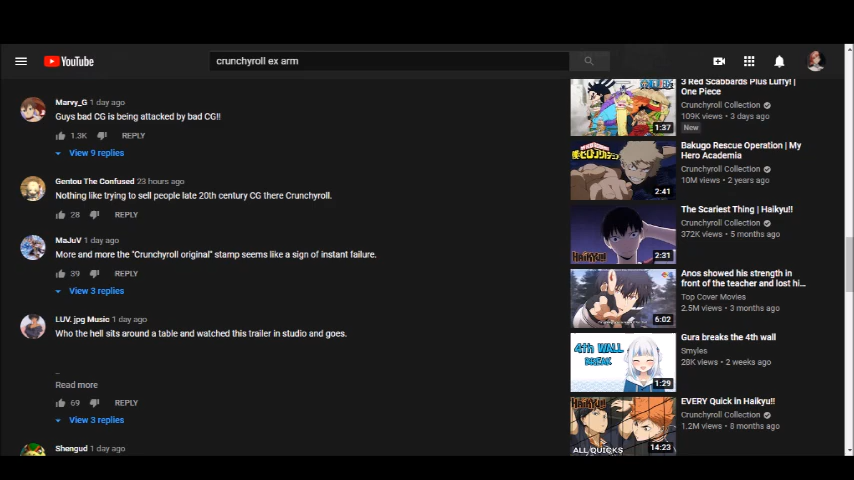 YouTube
crunchyroll ex arm
Marvy_G 1 day ago
Guys bad CG is being attacked by bad CG!!
1.3K REPLY
View 9 replies
Gentou The Confused 23 hours ago
Nothing like trying to sell people late 20th century CG there Crunchyroll.
28 REPLY
MaJuV 1 day ago
More and more the "Crunchyroll original" stamp seems like a sign of instant failure.
39 REPLY
View 3 replies
LUV. jpg Music 1 day ago
Who the hell sits around a table and watched this trailer in studio and goes.
..
Read more
69 REPLY
View 3 replies
Shengud 1 day ago
3 Red Scabbards Plus Luffy! |
One Piece
Crunchyroll Collection
109K views • 3 days ago
New
1:37
Bakugo Rescue Operation | My
Hero Academia
Crunchyroll Collection
10M views • 2 years ago
2:41
The Scariest Thing | Haikyu!!
Crunchyroll Collection
372K views • 5 months ago
HAIKYU!!
2:31
Anos showed his strength in
front of the teacher and lost hi...
Top Cover Movies
2.5M views • 3 months ago
6:02
Gura breaks the 4th wall
Smyles
28K views • 2 weeks ago
4th WALL
BREAK
1:29
EVERY Quick in Haikyu!!
Crunchyroll Collection
1.2M views • 8 months ago
ALL QUICKS
14:23